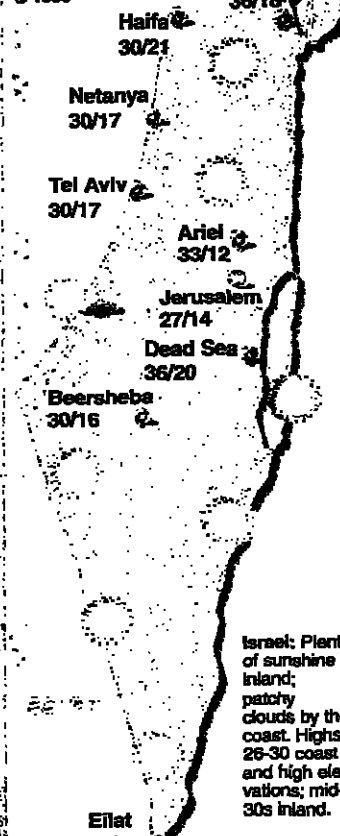 Haifa
30/21
Netanya
30/17
Tel Aviv
30/17
Ariel
33/12
Jerusalem
27/14
Dead Sea
36/20
Beersheba
30/16
Israel: Plent
of sunshine
inland;
patchy
clouds by the
coast. Highs
26-30 coast
and high ele-
vations; mid-
30s inland.
Eilat